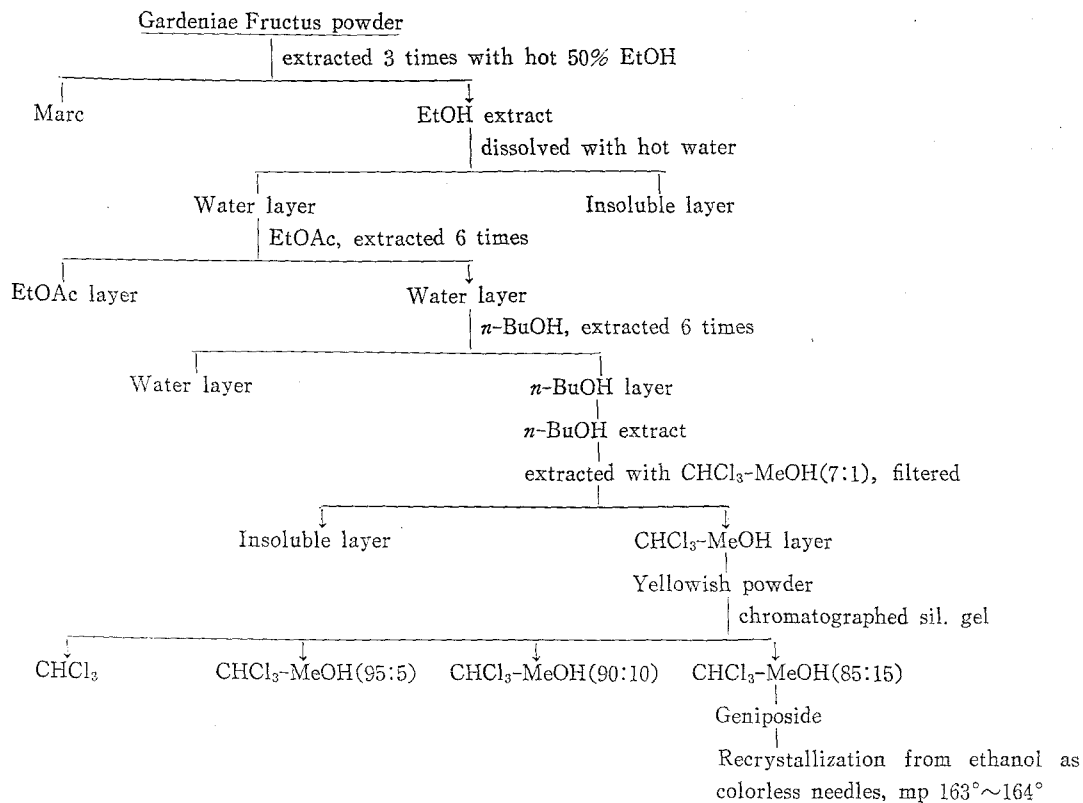 Gardeniae Fructus powder
extracted 3 times with hot 50% EtOH
Marc
EtOH extract
dissolved with hot water
Water layer
Insoluble layer
EtOAc, extracted 6 times
EtOAc layer
Water layer
n-BuOH, extracted 6 times
Water layer
n-BuOH layer
n-BuOH extract
extracted with CHCl₃-MeOH(7:1), filtered
Insoluble layer
CHCl₃-MeOH layer
Yellowish powder
chromatographed sil. gel
CHCl₃
CHCl₃-MeOH(95:5)
CHCl₃-MeOH(90:10)
CHCl₃-MeOH(85:15)
Geniposide
Recrystallization from ethanol as
colorless needles, mp 163°~164°